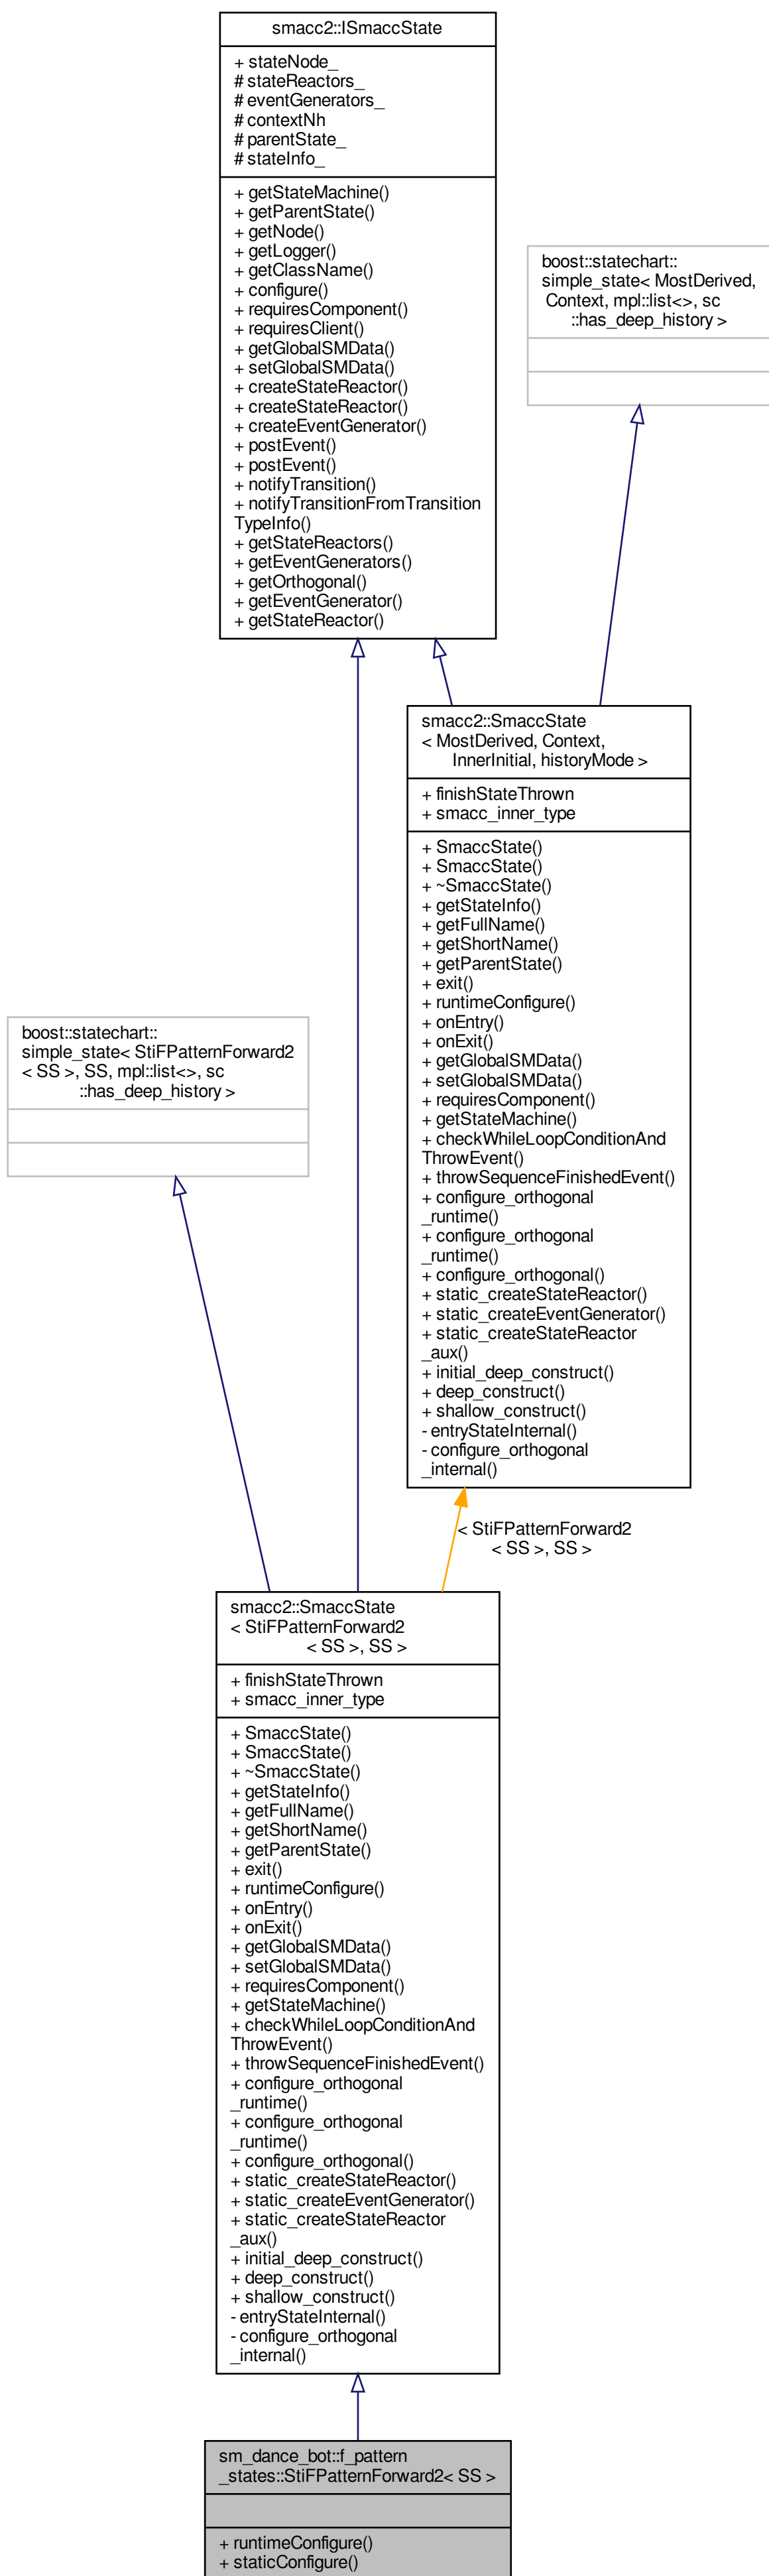 smacc2::ISmaccState
+ stateNode_
# stateReactors_
# eventGenerators_
# contextNh
# parentState_
# stateInfo_
+ getStateMachine()
+ getParentState()
+ getNode()
+ getLogger()
+ getClassName()
+ configure()
+ requiresComponent()
+ requiresClient()
+ getGlobalSMData()
+ setGlobalSMData()
+ createStateReactor()
+ createStateReactor()
+ createEventGenerator()
+ postEvent()
+ postEvent()
+ notifyTransition()
+ notifyTransitionFromTransition
TypeInfo()
+ getStateReactors()
+ getEventGenerators()
+ getOrthogonal()
+ getEventGenerator()
+ getStateReactor()
boost::statechart::
simple_state< MostDerived,
Context, mpl::list<>, sc
::has_deep_history >
smacc2::SmaccState
< MostDerived, Context,
InnerInitial, historyMode >
+ finishStateThrown
+ smacc_inner_type
+ SmaccState()
+ SmaccState()
+ ~SmaccState()
+ getStateInfo()
+ getFullName()
+ getShortName()
+ getParentState()
+ exit()
+ runtimeConfigure()
+ onEntry()
+ onExit()
+ getGlobalSMData()
+ setGlobalSMData()
+ requiresComponent()
+ getStateMachine()
+ checkWhileLoopConditionAnd
ThrowEvent()
+ throwSequenceFinishedEvent()
+ configure_orthogonal
_runtime()
+ configure_orthogonal
_runtime()
+ configure_orthogonal()
+ static_createStateReactor()
+ static_createEventGenerator()
+ static_createStateReactor
_aux()
+ initial_deep_construct()
+ deep_construct()
+ shallow_construct()
- entryStateInternal()
- configure_orthogonal
_internal()
boost::statechart::
simple_state< StiFPatternForward2
< SS >, SS, mpl::list<>, sc
::has_deep_history >
< StiFPatternForward2
< SS >, SS >
smacc2::SmaccState
< StiFPatternForward2
< SS >, SS >
+ finishStateThrown
+ smacc_inner_type
+ SmaccState()
+ SmaccState()
+ ~SmaccState()
+ getStateInfo()
+ getFullName()
+ getShortName()
+ getParentState()
+ exit()
+ runtimeConfigure()
+ onEntry()
+ onExit()
+ getGlobalSMData()
+ setGlobalSMData()
+ requiresComponent()
+ getStateMachine()
+ checkWhileLoopConditionAnd
ThrowEvent()
+ throwSequenceFinishedEvent()
+ configure_orthogonal
_runtime()
+ configure_orthogonal
_runtime()
+ configure_orthogonal()
+ static_createStateReactor()
+ static_createEventGenerator()
+ static_createStateReactor
_aux()
+ initial_deep_construct()
+ deep_construct()
+ shallow_construct()
- entryStateInternal()
- configure_orthogonal
_internal()
sm_dance_bot::f_pattern
_states::StiFPatternForward2< SS >
+ runtimeConfigure()
+ staticConfigure()